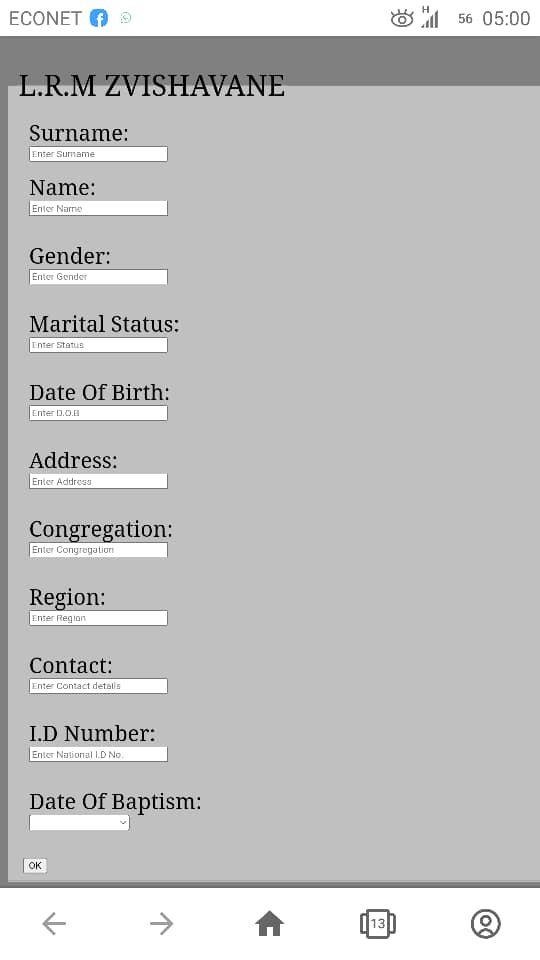 ECONET
H
56 05:00
L.R.M ZVISHAVANE
Surname:
Enter Surname
Name:
Enter Name
Gender:
Enter Gender
Marital Status:
Enter Status
Date Of Birth:
Enter D.O.B
Address:
Enter Address
Congregation:
Enter Congregation
Region:
Enter Region
Contact:
Enter Contact details
I.D Number:
Enter National I.D No.
Date Of Baptism:
OK
13